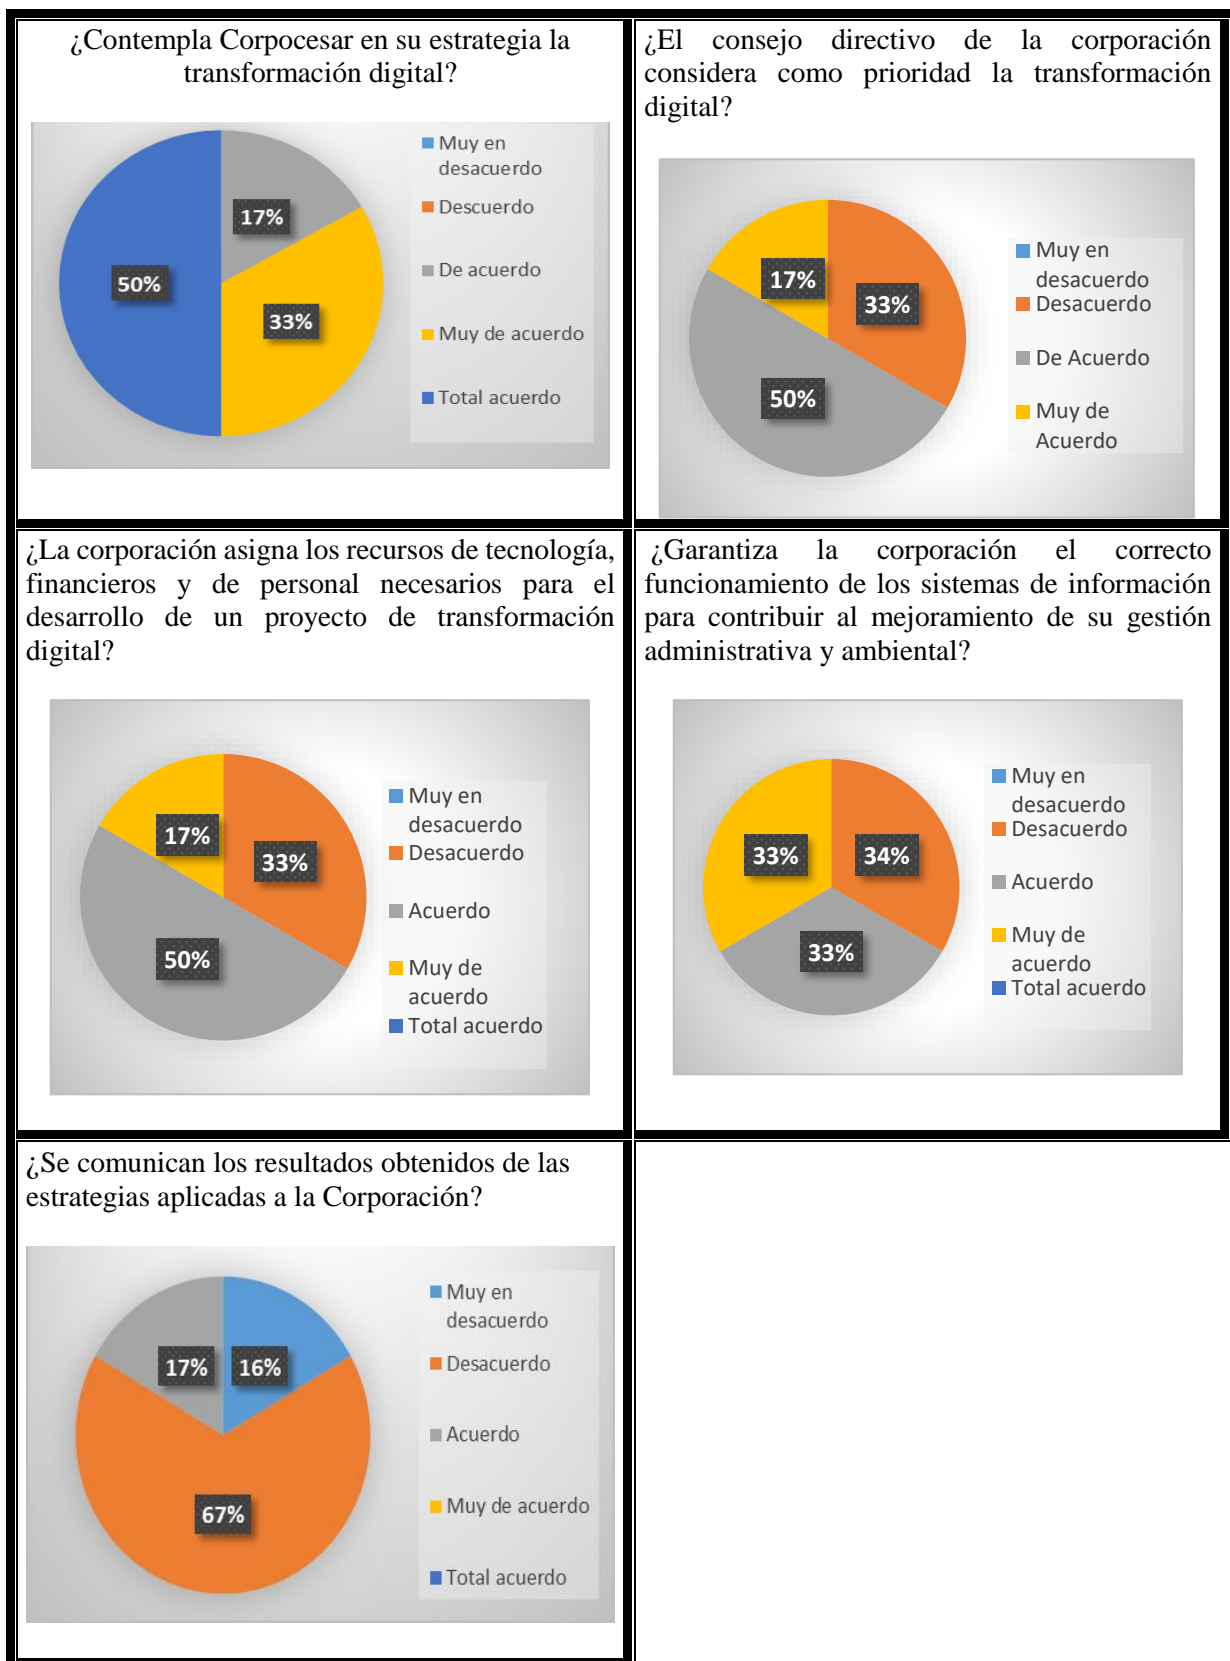 ¿Contempla Corpocesar en su estrategia la
transformación digital?
17%
50%
33%
Muy en
desacuerdo
Descuerdo
De acuerdo
Muy de acuerdo
Total acuerdo
¿El consejo directivo de la corporación
considera como prioridad la transformación
digital?
17%
33%
50%
Muy en
desacuerdo
Desacuerdo
De Acuerdo
Muy de
Acuerdo
¿La corporación asigna los recursos de tecnología,
financieros y de personal necesarios para el
desarrollo de un proyecto de transformación
digital?
17%
33%
50%
Muy en
desacuerdo
Desacuerdo
Acuerdo
Muy de
acuerdo
Total acuerdo
¿Garantiza la corporación el correcto
funcionamiento de los sistemas de información
para contribuir al mejoramiento de su gestión
administrativa y ambiental?
33%
34%
33%
Muy en
desacuerdo
Desacuerdo
Acuerdo
Muy de
acuerdo
Total acuerdo
¿Se comunican los resultados obtenidos de las
estrategias aplicadas a la Corporación?
17%
16%
67%
Muy en
desacuerdo
Desacuerdo
Acuerdo
Muy de acuerdo
Total acuerdo